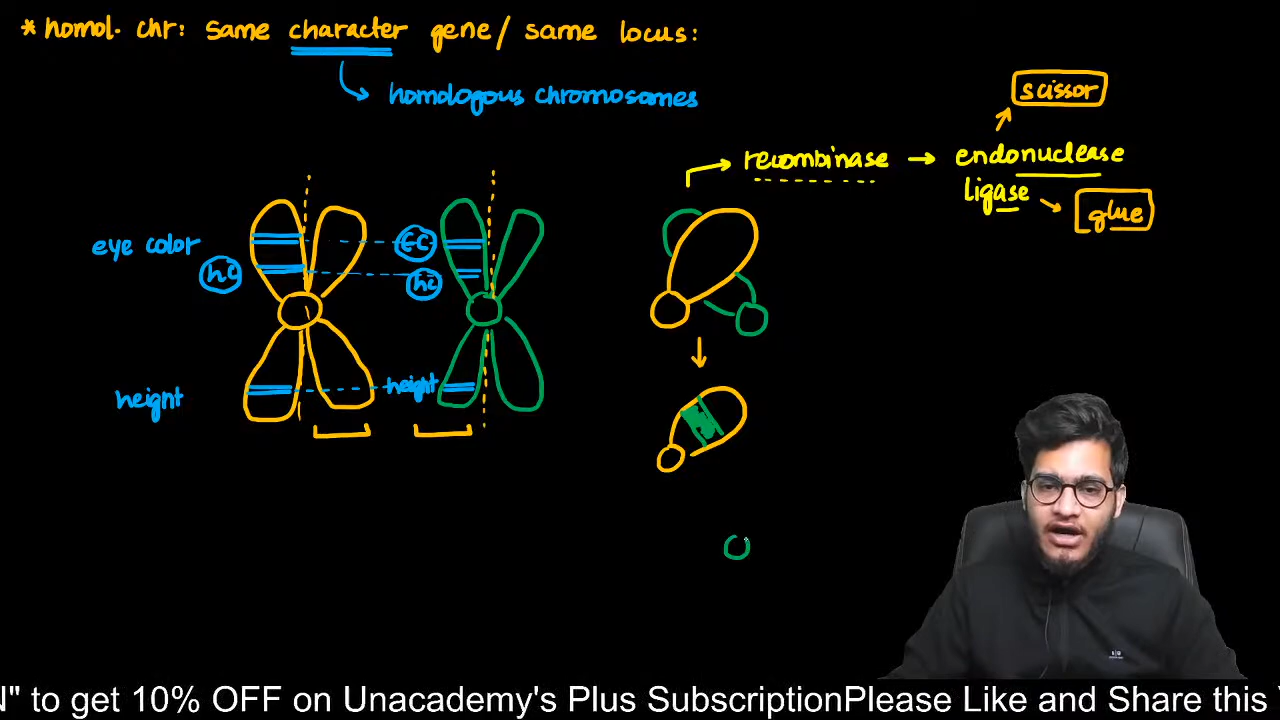 * homol. chr: same character gene/ same locus:
homologous chromosomes
scissor
recombinase → endonuclease
ligase
glue
eye color
EC
hc
hc
height
height
N" to get 10% OFF on Unacademy's Plus SubscriptionPlease Like and Share this